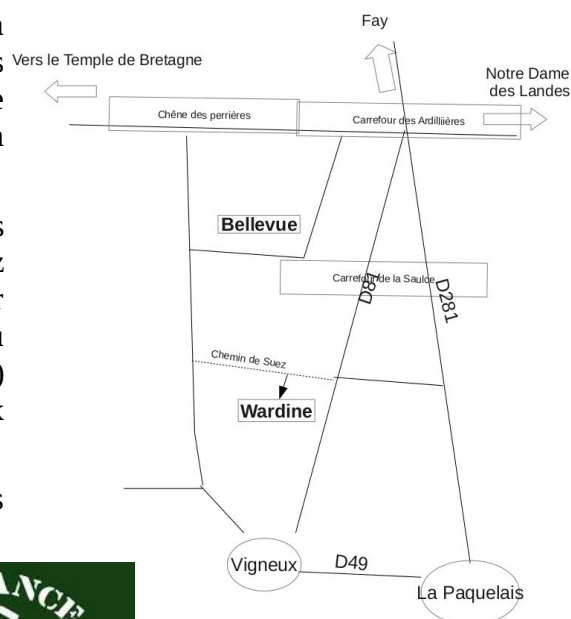 Fay
Vers le Temple de Bretagne
Notre Dame
des Landes
Chêne des perrières
Carrefour des Ardillières
Bellevue
Carrefour de la Saulce
D81
D281
Chemin de Suez
Wardine
Vigneux
D49
La Paquelais